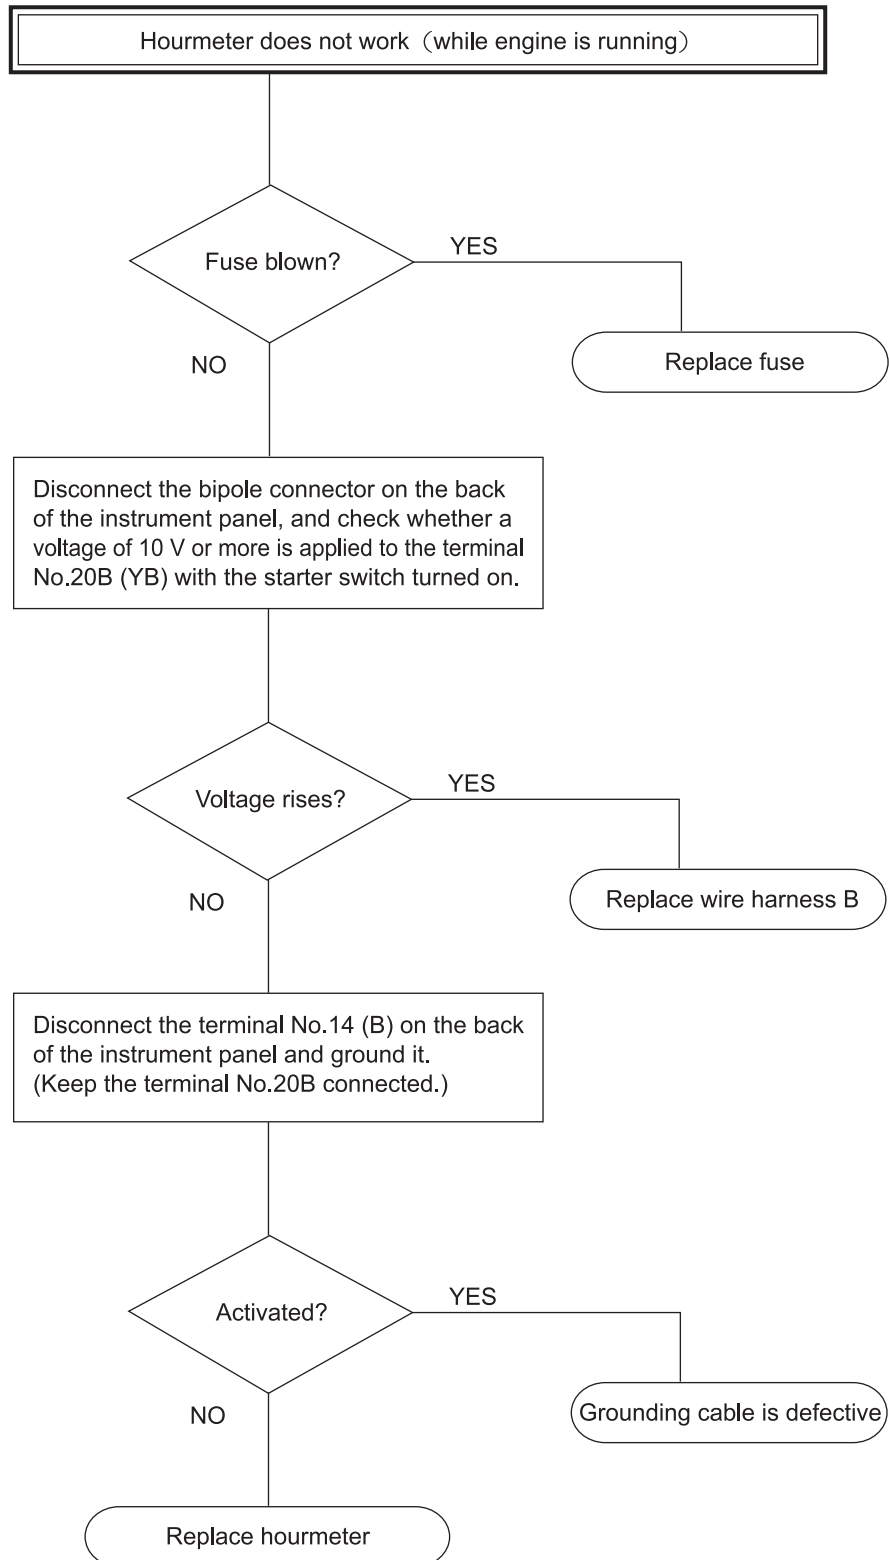 Hourmeter does not work（while engine is running）
Fuse blown?
YES
NO
Replace fuse
Disconnect the bipole connector on the back
of the instrument panel, and check whether a
voltage of 10 V or more is applied to the terminal
No.20B (YB) with the starter switch turned on.
Voltage rises?
YES
NO
Replace wire harness B
Disconnect the terminal No.14 (B) on the back
of the instrument panel and ground it.
(Keep the terminal No.20B connected.)
Activated?
YES
NO
Grounding cable is defective
Replace hourmeter